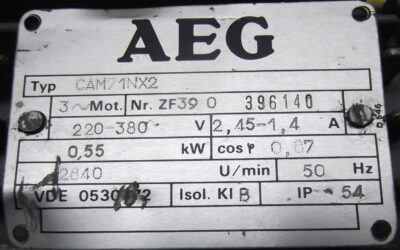 AEG
Typ CAM71NX2
3~Mot. Nr. ZF39 0 396140
220-380 V 2,45-1,4 A
0,55 kW cos φ 0,87
2840 U/min 50 Hz
VDE 0530 Isol. Kl B IP 54